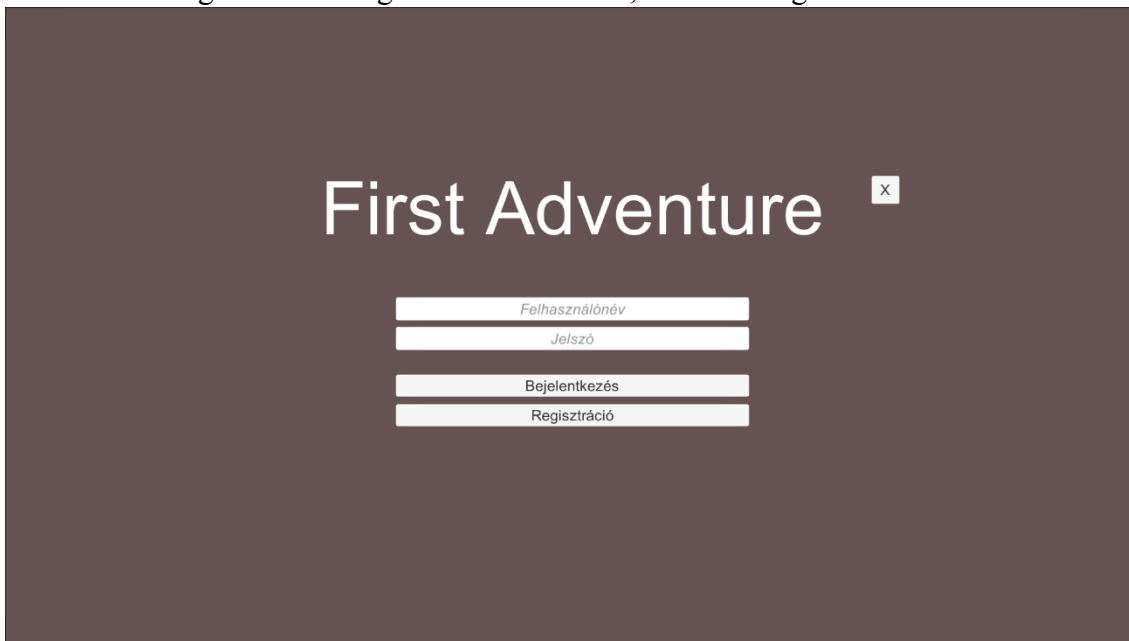 First Adventure
X
Felhasználónév
Jelszó
Bejelentkezés
Regisztráció